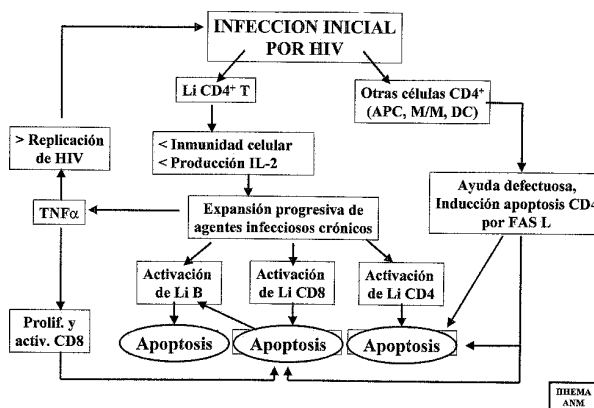 INFECCION INICIAL
POR HIV
Li CD4⁺ T
Otras células CD4⁺
(APC, M/M, DC)
> Replicación
de HIV
< Inmunidad celular
< Producción IL-2
Ayuda defectuosa,
Inducción apoptosis CD4
por FAS L
TNFα
Expansión progresiva de
agentes infecciosos crónicos
Activación
de Li B
Activación
de Li CD8
Activación
de Li CD4
Prolif. y
activ. CD8
Apoptosis
Apoptosis
Apoptosis
IIHEMA
ANM